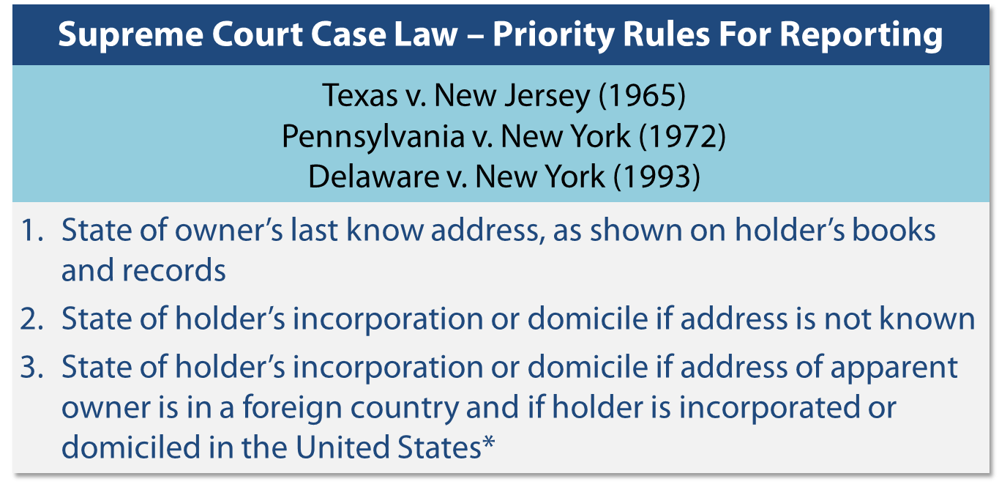 Supreme Court Case Law – Priority Rules For Reporting
Texas v. New Jersey (1965)
Pennsylvania v. New York (1972)
Delaware v. New York (1993)
1. State of owner’s last know address, as shown on holder’s books
and records
2. State of holder’s incorporation or domicile if address is not known
3. State of holder’s incorporation or domicile if address of apparent
owner is in a foreign country and if holder is incorporated or
domiciled in the United States*